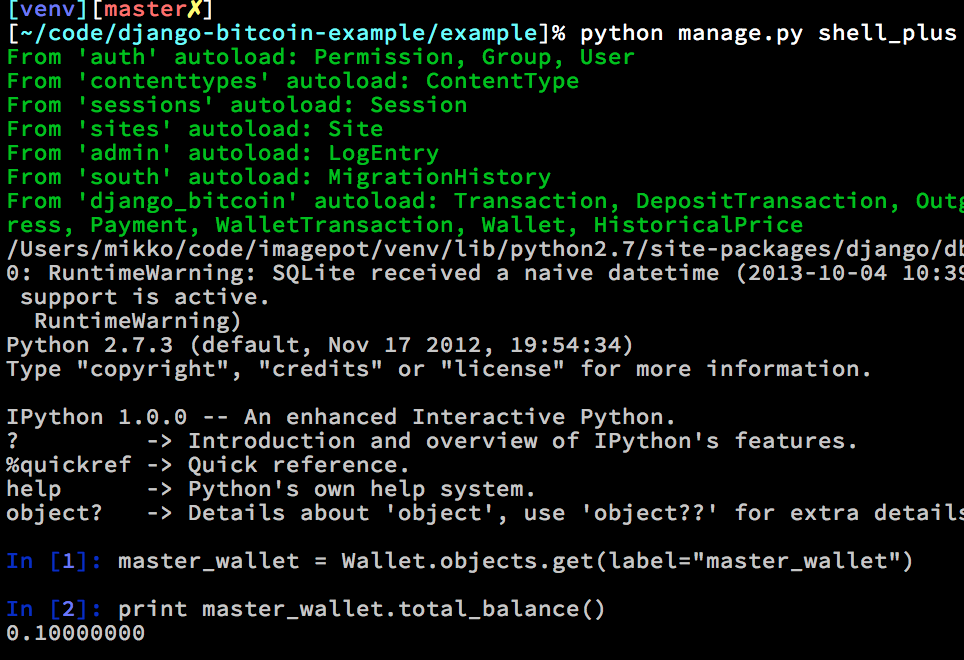 [venv][master✗]
[~/code/django-bitcoin-example/example]% python manage.py shell_plus
From 'auth' autoload: Permission, Group, User
From 'contenttypes' autoload: ContentType
From 'sessions' autoload: Session
From 'sites' autoload: Site
From 'admin' autoload: LogEntry
From 'south' autoload: MigrationHistory
From 'django_bitcoin' autoload: Transaction, DepositTransaction, Outg
ress, Payment, WalletTransaction, Wallet, HistoricalPrice
/Users/mikko/code/imagepot/venv/lib/python2.7/site-packages/django/db
0: RuntimeWarning: SQLite received a naive datetime (2013-10-04 10:39
 support is active.
  RuntimeWarning)
Python 2.7.3 (default, Nov 17 2012, 19:54:34)
Type "copyright", "credits" or "license" for more information.

IPython 1.0.0 -- An enhanced Interactive Python.
?         -> Introduction and overview of IPython's features.
%quickref -> Quick reference.
help      -> Python's own help system.
object?   -> Details about 'object', use 'object??' for extra details

In [1]: master_wallet = Wallet.objects.get(label="master_wallet")

In [2]: print master_wallet.total_balance()
0.10000000